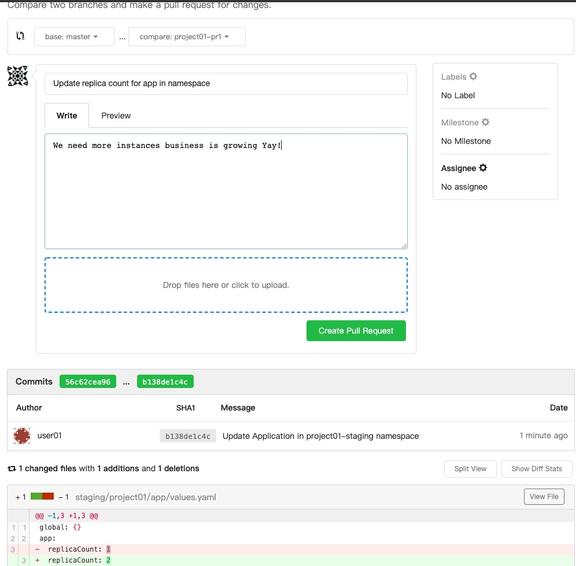 Compare two branches and make a pull request for changes.
base: master
...
compare: project01-pr1
Update replica count for app in namespace
Write
Preview
We need more instances business is growing Yay!
Drop files here or click to upload.
Create Pull Request
Labels
No Label
Milestone
No Milestone
Assignee
No assignee
Commits
56c62cea96
...
b138de1c4c
Author SHA1 Message Date
user01 b138de1c4c Update Application in project01-staging namespace 1 minute ago
1 changed files with 1 additions and 1 deletions
Split View
Show Diff Stats
+ 1 - 1 staging/project01/app/values.yaml
View File
@@ -1,3 +1,3 @@
1 1 global: {}
2 2 app:
3 - replicaCount: 1
3 + replicaCount: 2